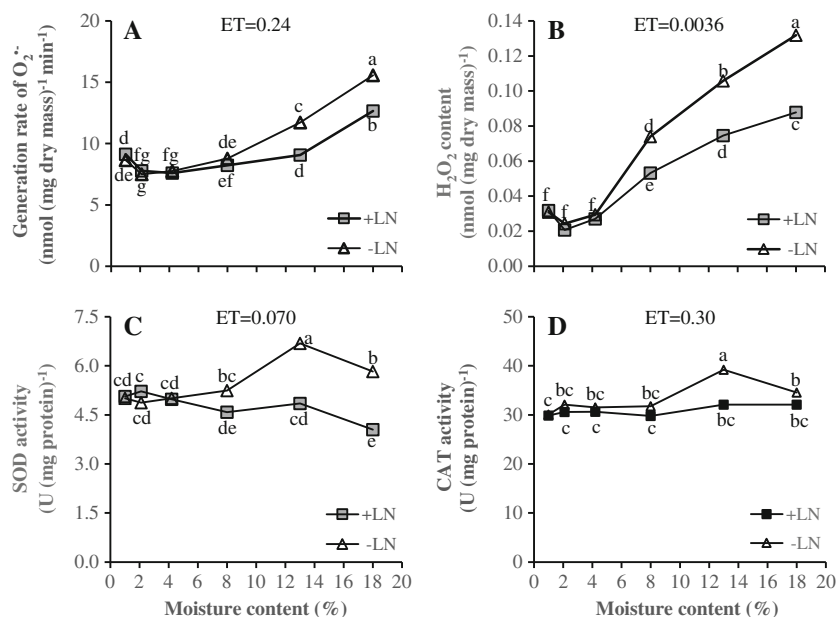 A
ET=0.24
Generation rate of O₂•-
(nmol (mg dry mass)⁻¹ min⁻¹)
20
15
10
5
0
d
de
fg
g
fg
de
ef
c
d
a
b
+LN
-LN
B
ET=0.0036
H₂O₂ content
(nmol (mg dry mass)⁻¹)
0.14
0.12
0.10
0.08
0.06
0.04
0.02
0.00
f
f
f
d
e
b
d
a
c
+LN
-LN
C
ET=0.070
SOD activity
(U (mg protein)⁻¹)
7.5
6.0
4.5
3.0
1.5
0.0
cd
c
cd
cd
bc
de
a
cd
b
e
+LN
-LN
0 2 4 6 8 10 12 14 16 18 20
Moisture content (%)
D
ET=0.30
CAT activity
(U (mg protein)⁻¹)
50
40
30
20
10
0
c
bc
c
bc
c
bc
c
a
bc
b
bc
+LN
-LN
0 2 4 6 8 10 12 14 16 18 20
Moisture content (%)